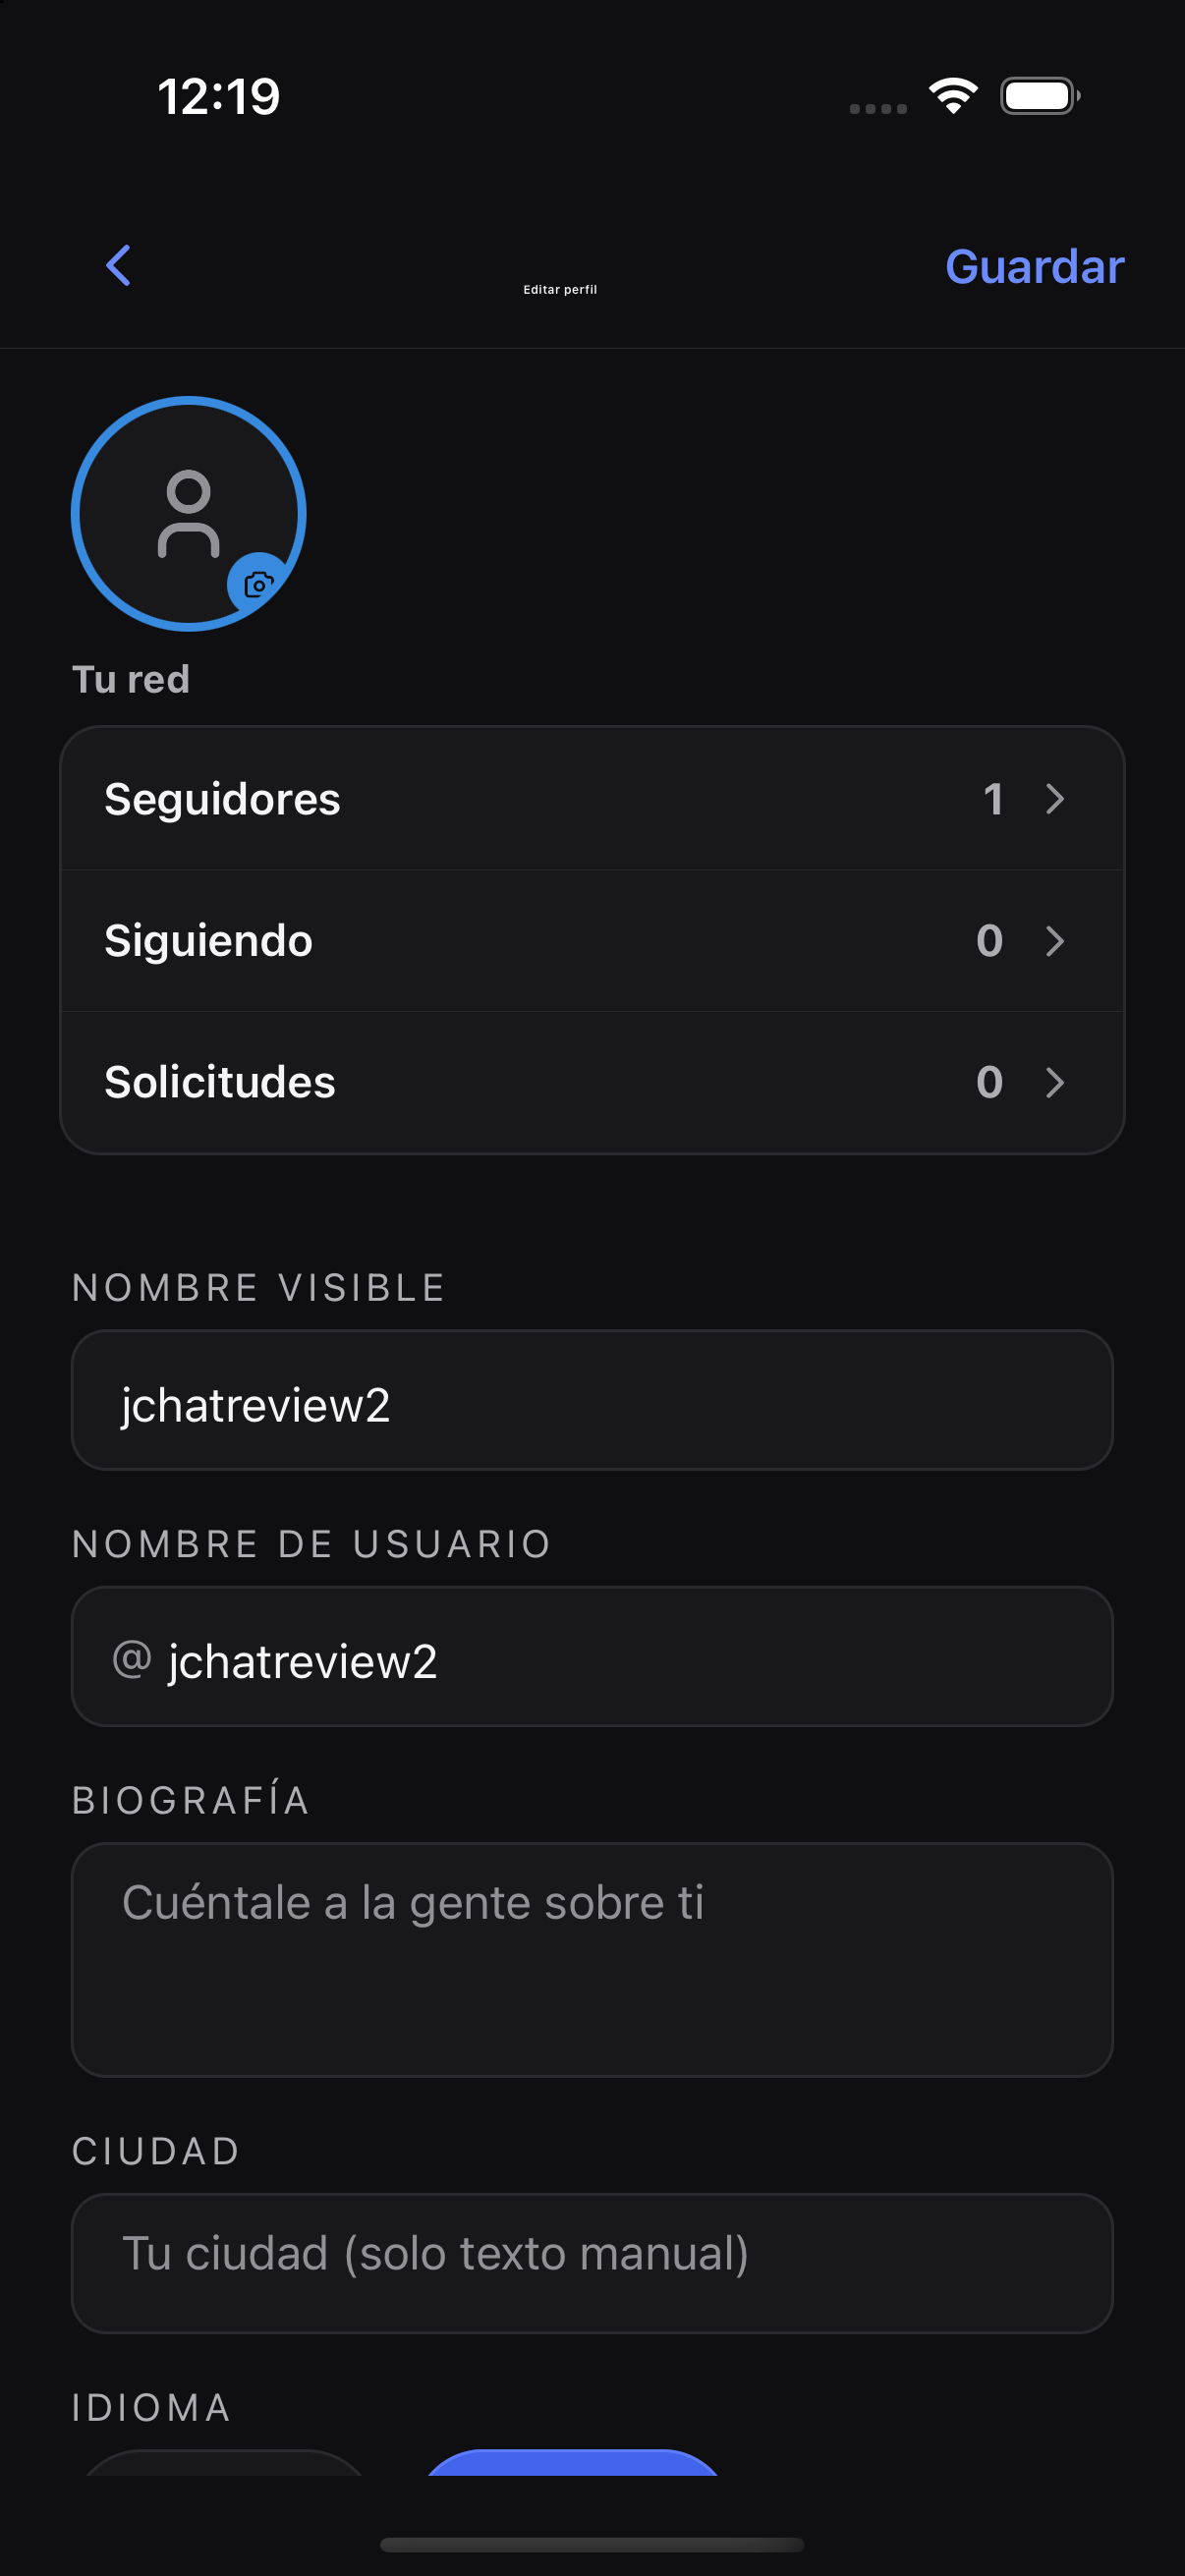 12:19
Editar perfil
Guardar
Tu red
Seguidores 1
Siguiendo 0
Solicitudes 0
NOMBRE VISIBLE
jchatreview2
NOMBRE DE USUARIO
@ jchatreview2
BIOGRAFÍA
Cuéntale a la gente sobre ti
CIUDAD
Tu ciudad (solo texto manual)
IDIOMA